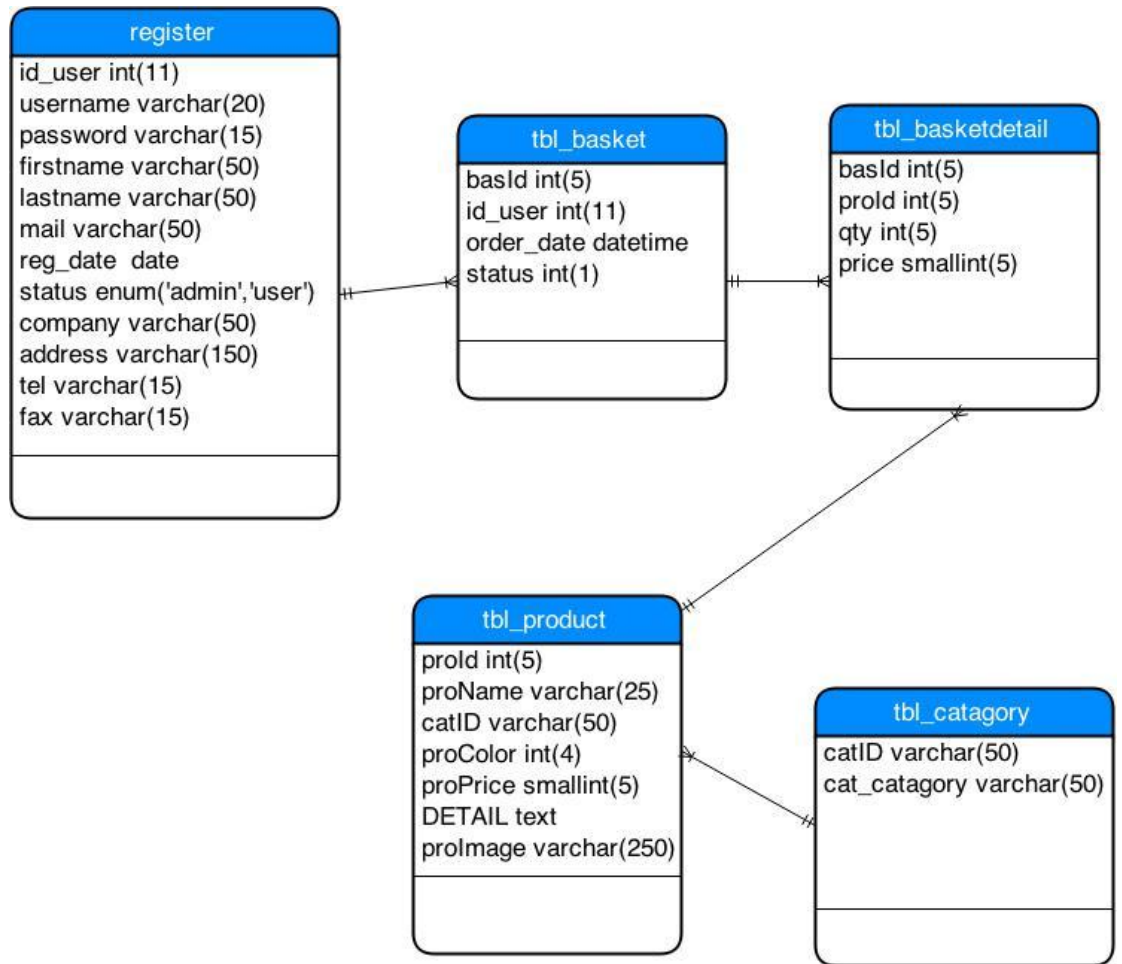 register
id_user int(11)
username varchar(20)
password varchar(15)
firstname varchar(50)
lastname varchar(50)
mail varchar(50)
reg_date  date
status enum('admin','user')
company varchar(50)
address varchar(150)
tel varchar(15)
fax varchar(15)
tbl_basket
basId int(5)
id_user int(11)
order_date datetime
status int(1)
tbl_basketdetail
basId int(5)
proId int(5)
qty int(5)
price smallint(5)
tbl_product
proId int(5)
proName varchar(25)
catID varchar(50)
proColor int(4)
proPrice smallint(5)
DETAIL text
proImage varchar(250)
tbl_catagory
catID varchar(50)
cat_catagory varchar(50)